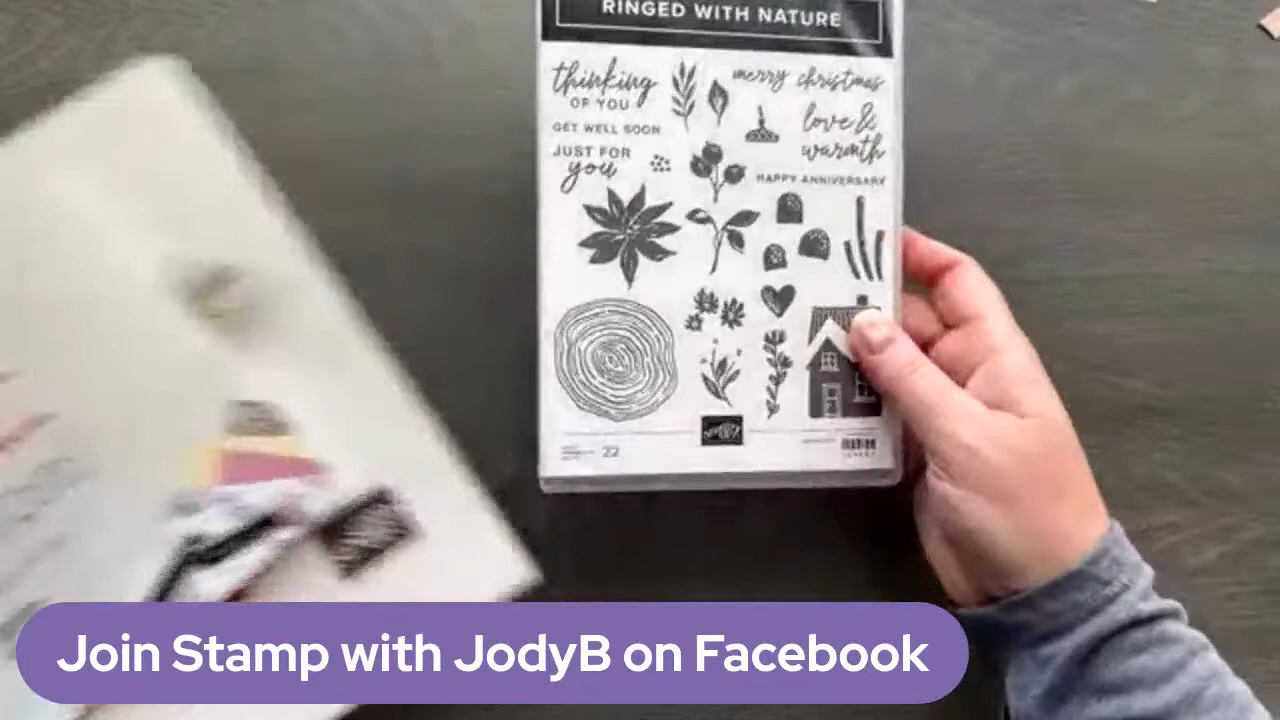 RINGED WITH NATURE
thinking
OF YOU
merry christmas
GET WELL SOON
love &
warmth
JUST FOR
you
HAPPY ANNIVERSARY
22
Join Stamp with JodyB on Facebook